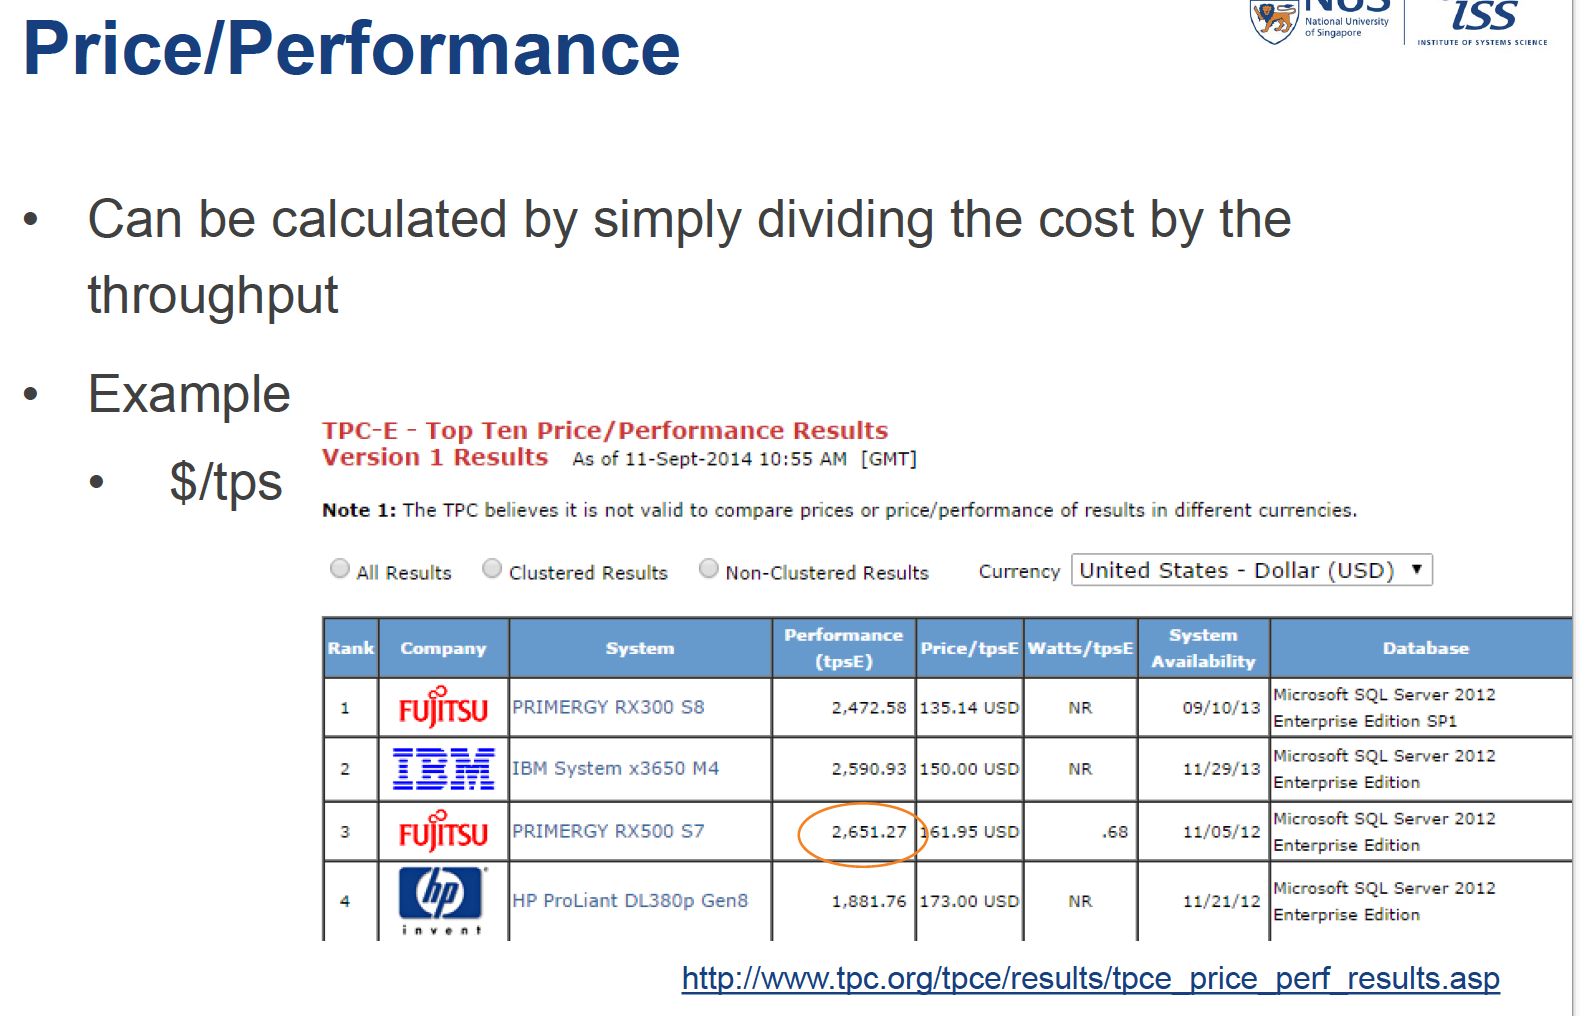 Price/Performance
NUS
National University
of Singapore
iss
INSTITUTE OF SYSTEMS SCIENCE
• Can be calculated by simply dividing the cost by the
throughput
• Example
• $/tps
TPC-E - Top Ten Price/Performance Results
Version 1 Results As of 11-Sept-2014 10:55 AM [GMT]
Note 1: The TPC believes it is not valid to compare prices or price/performance of results in different currencies.
All Results Clustered Results Non-Clustered Results Currency United States - Dollar (USD) ▼
Rank Company System Performance (tpsE) Price/tpsE Watts/tpsE System Availability Database
1 FUJITSU PRIMERGY RX300 S8 2,472.58 135.14 USD NR 09/10/13 Microsoft SQL Server 2012
Enterprise Edition SP1
2 IBM IBM System x3650 M4 2,590.93 150.00 USD NR 11/29/13 Microsoft SQL Server 2012
Enterprise Edition
3 FUJITSU PRIMERGY RX500 S7 2,651.27 161.95 USD .68 11/05/12 Microsoft SQL Server 2012
Enterprise Edition
4 hp invent HP ProLiant DL380p Gen8 1,881.76 173.00 USD NR 11/21/12 Microsoft SQL Server 2012
Enterprise Edition
http://www.tpc.org/tpce/results/tpce_price_perf_results.asp